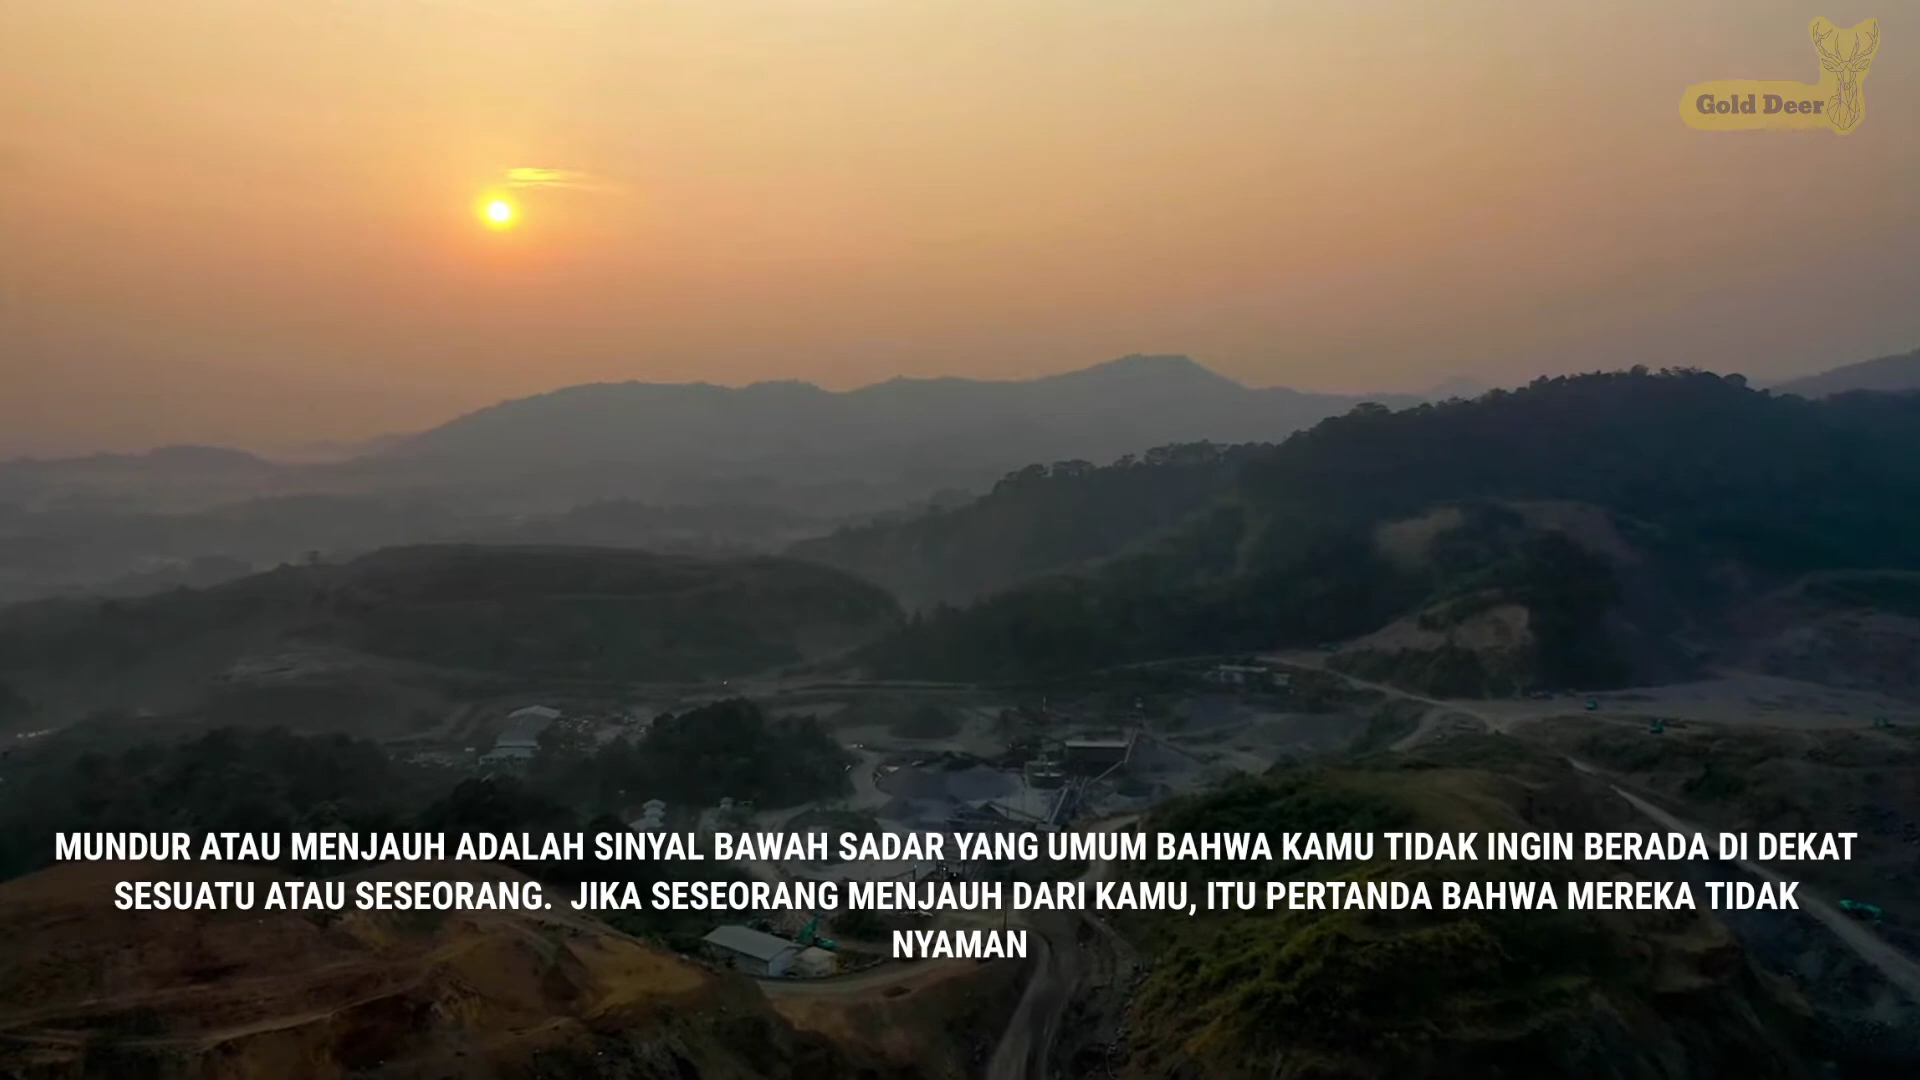 Gold Deer
MUNDUR ATAU MENJAUH ADALAH SINYAL BAWAH SADAR YANG UMUM BAHWA KAMU TIDAK INGIN BERADA DI DEKAT
SESUATU ATAU SESEORANG.  JIKA SESEORANG MENJAUH DARI KAMU, ITU PERTANDA BAHWA MEREKA TIDAK
NYAMAN